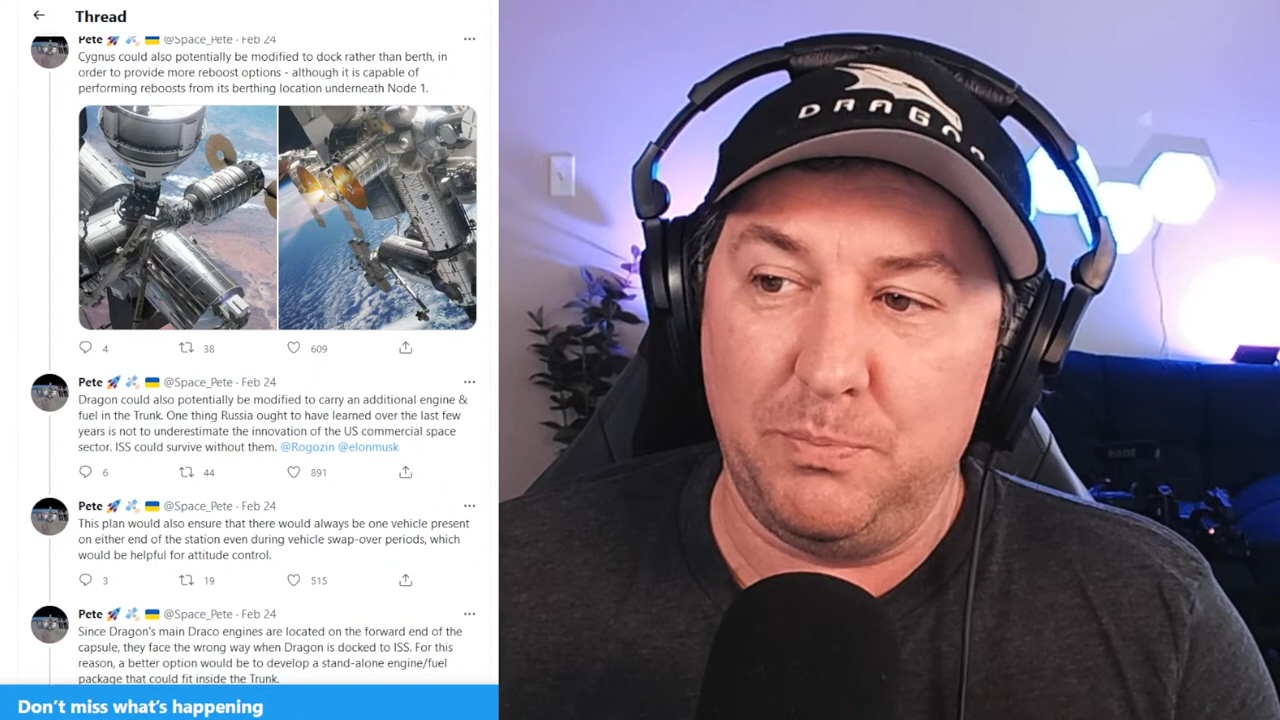 Thread
Pete @Space_Pete · Feb 24
Cygnus could also potentially be modified to dock rather than berth, in
order to provide more reboost options - although it is capable of
performing reboosts from its berthing location underneath Node 1.
4 38 609
Pete @Space_Pete · Feb 24
Dragon could also potentially be modified to carry an additional engine &
fuel in the Trunk. One thing Russia ought to have learned over the last few
years is not to underestimate the innovation of the US commercial space
sector. ISS could survive without them. @Rogozin @elonmusk
6 44 891
Pete @Space_Pete · Feb 24
This plan would also ensure that there would always be one vehicle present
on either end of the station even during vehicle swap-over periods, which
would be helpful for attitude control.
3 19 515
Pete @Space_Pete · Feb 24
Since Dragon's main Draco engines are located on the forward end of the
capsule, they face the wrong way when Dragon is docked to ISS. For this
reason, a better option would be to develop a stand-alone engine/fuel
package that could fit inside the Trunk.
Don't miss what's happening
DRAGON